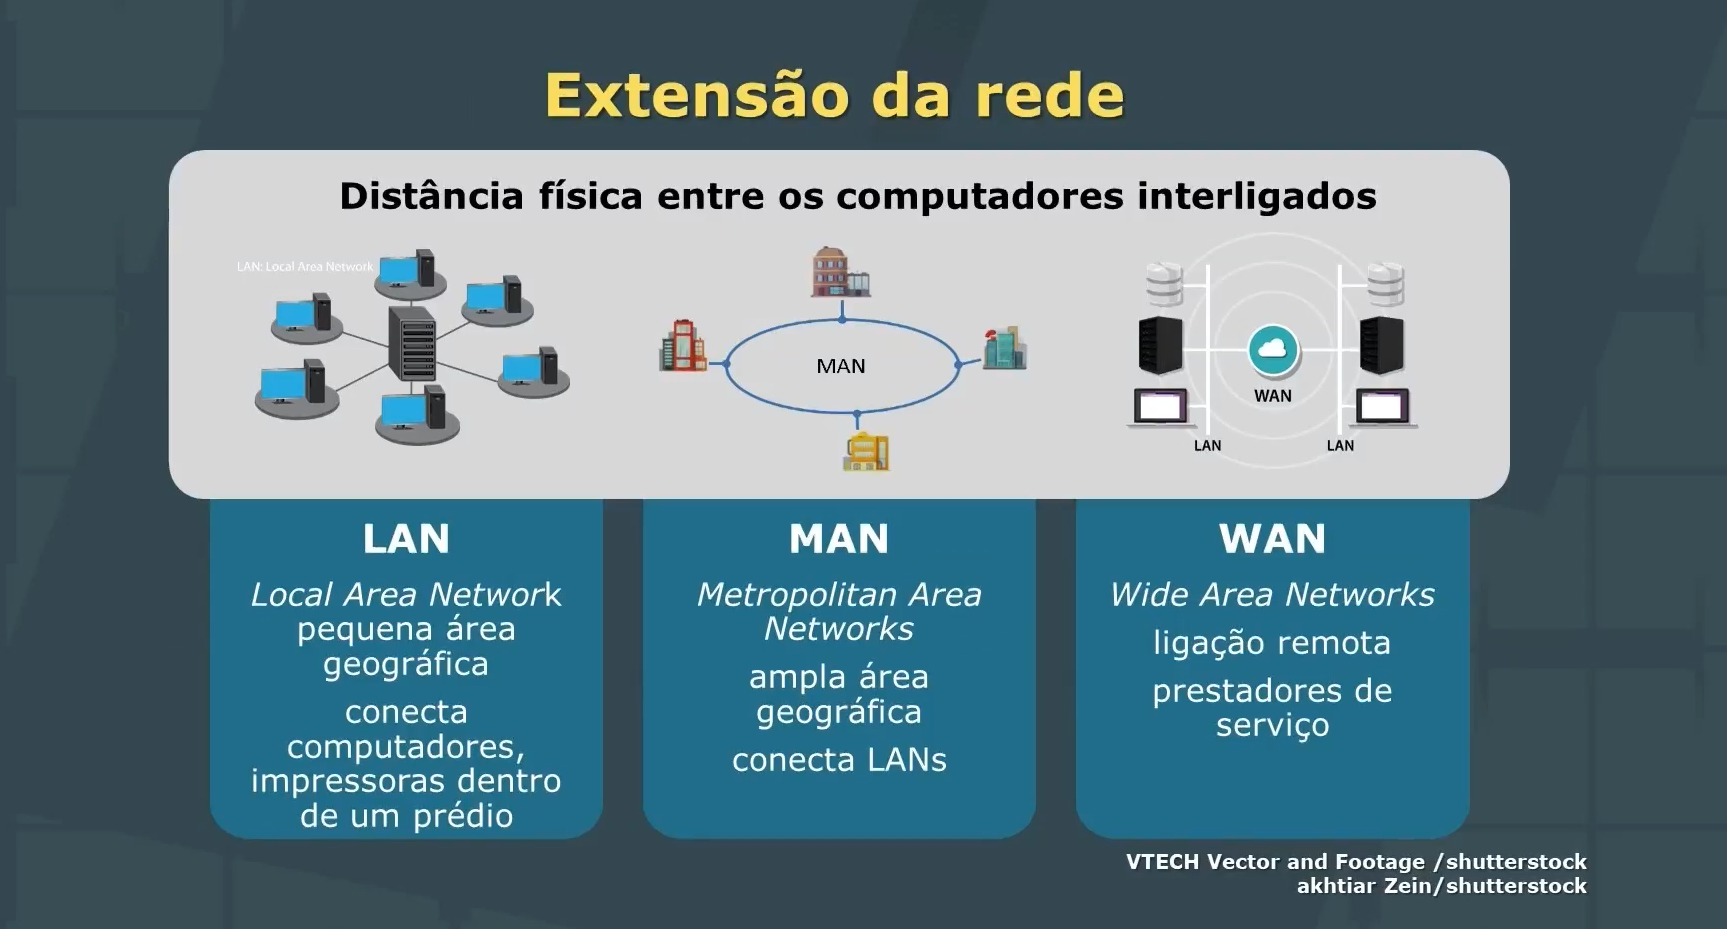 Extensão da rede
Distância física entre os computadores interligados
LAN: Local Area Network
MAN
WAN
LAN
LAN
LAN
Local Area Network
pequena área
geográfica
conecta
computadores,
impressoras dentro
de um prédio
MAN
Metropolitan Area
Networks
ampla área
geográfica
conecta LANs
WAN
Wide Area Networks
ligação remota
prestadores de
serviço
VTECH Vector and Footage /shutterstock
akhtiar Zein/shutterstock